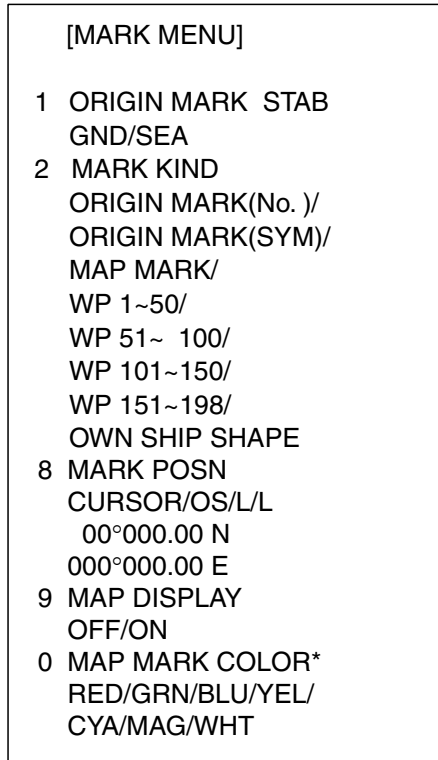 [MARK MENU]
1 ORIGIN MARK STAB
GND/SEA
2 MARK KIND
ORIGIN MARK(No. )/
ORIGIN MARK(SYM)/
MAP MARK/
WP 1~50/
WP 51~ 100/
WP 101~150/
WP 151~198/
OWN SHIP SHAPE
8 MARK POSN
CURSOR/OS/L/L
00°000.00 N
000°000.00 E
9 MAP DISPLAY
OFF/ON
0 MAP MARK COLOR*
RED/GRN/BLU/YEL/
CYA/MAG/WHT